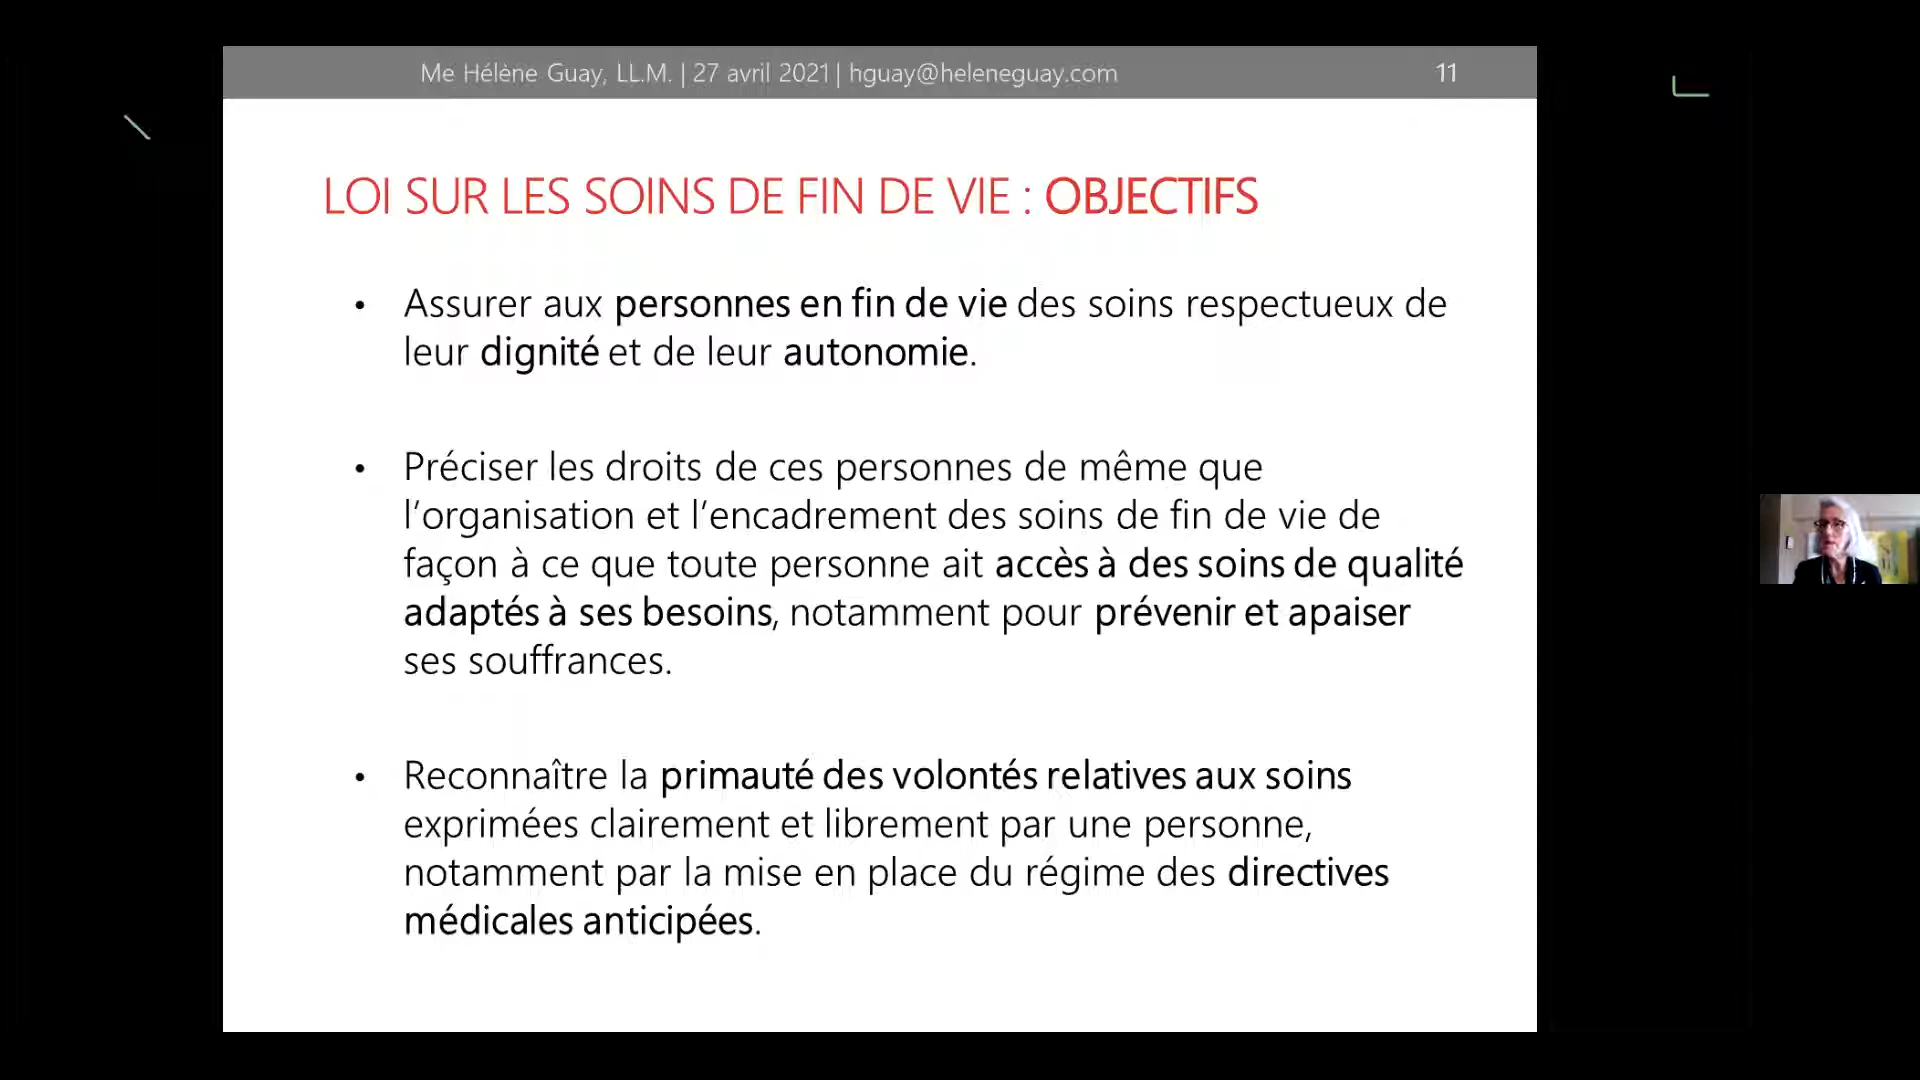 Me Hélène Guay, LL.M. | 27 avril 2021 | hguay@heleneguay.com
11
LOI SUR LES SOINS DE FIN DE VIE : OBJECTIFS
• Assurer aux personnes en fin de vie des soins respectueux de
leur dignité et de leur autonomie.
• Préciser les droits de ces personnes de même que
l’organisation et l’encadrement des soins de fin de vie de
façon à ce que toute personne ait accès à des soins de qualité
adaptés à ses besoins, notamment pour prévenir et apaiser
ses souffrances.
• Reconnaître la primauté des volontés relatives aux soins
exprimées clairement et librement par une personne,
notamment par la mise en place du régime des directives
médicales anticipées.